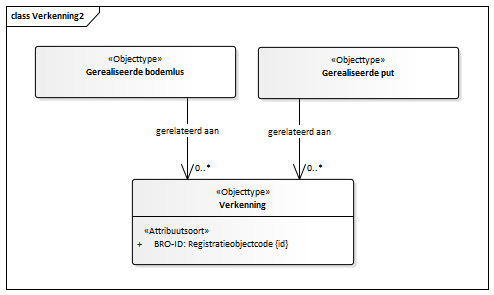 class Verkenning2
«Objecttype»
Gerealiseerde bodemlus
«Objecttype»
Gerealiseerde put
gerelateerd aan
gerelateerd aan
0..*
0..*
«Objecttype»
Verkenning
«Attribuutsoort»
+ BRO-ID: Registratieobjectcode {id}